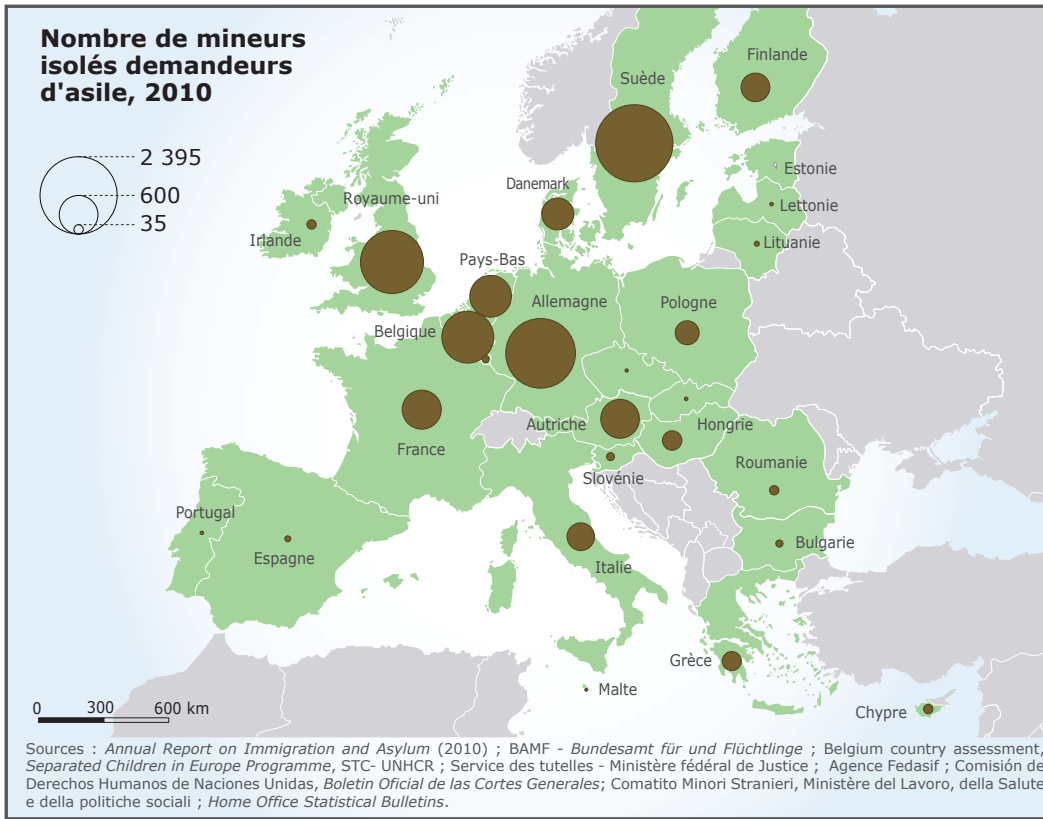 Nombre de mineurs
isolés demandeurs
d'asile, 2010
2 395
600
35
Finlande
Suède
Estonie
Danemark
Lettonie
Royaume-uni
Irlande
Lituanie
Pays-Bas
Allemagne
Pologne
Belgique
Autriche
Hongrie
France
Roumanie
Slovénie
Portugal
Bulgarie
Espagne
Italie
Grèce
Malte
Chypre
0 300 600 km
Sources : Annual Report on Immigration and Asylum (2010) ; BAMF - Bundesamt für und Flüchtlinge ; Belgium country assessment,
Separated Children in Europe Programme, STC- UNHCR ; Service des tutelles - Ministère fédéral de Justice ; Agence Fedasif ; Comisión de
Derechos Humanos de Naciones Unidas, Boletin Oficial de las Cortes Generales; Comatito Minori Stranieri, Ministère del Lavoro, della Salute
e della politiche sociali ; Home Office Statistical Bulletins.